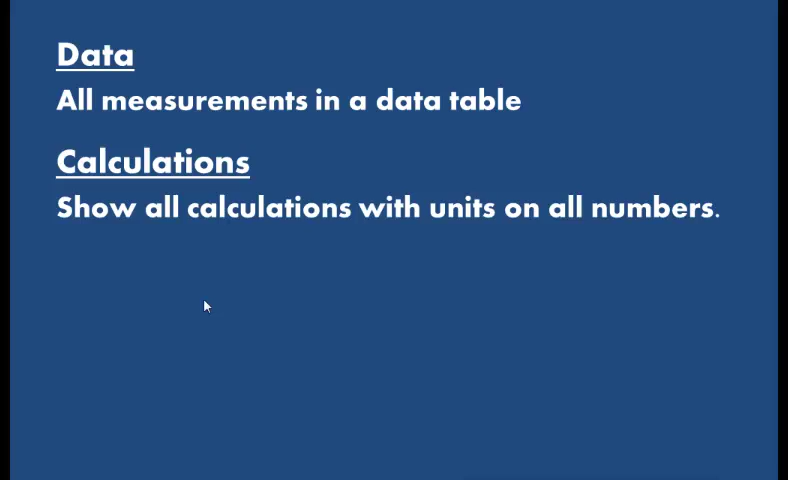 Data
All measurements in a data table
Calculations
Show all calculations with units on all numbers.